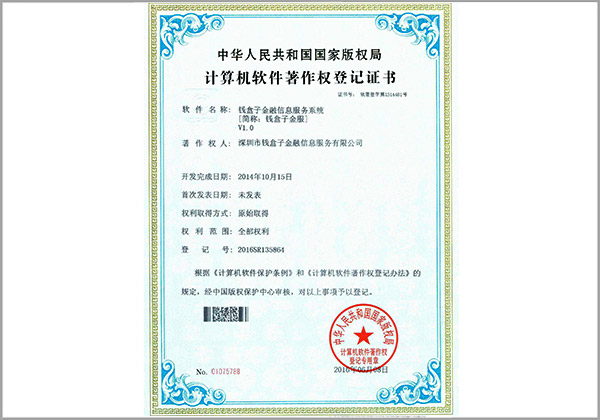 中华人民共和国国家版权局
计算机软件著作权登记证书
证书号： 软著登字第1314481号
软件名称： 钱盒子金融信息服务系统
[简称：钱盒子金服]
V1.0
著作权人： 深圳市钱盒子金融信息服务有限公司
开发完成日期： 2014年10月15日
首次发表日期： 未发表
权利取得方式： 原始取得
权利范围： 全部权利
登记号： 2016SR135864
根据《计算机软件保护条例》和《计算机软件著作权登记办法》的
规定，经中国版权保护中心审核，对以上事项予以登记。
中华人民共和国国家版权局
计算机软件著作权
登记专用章
No. 01075788
2016年06月08日